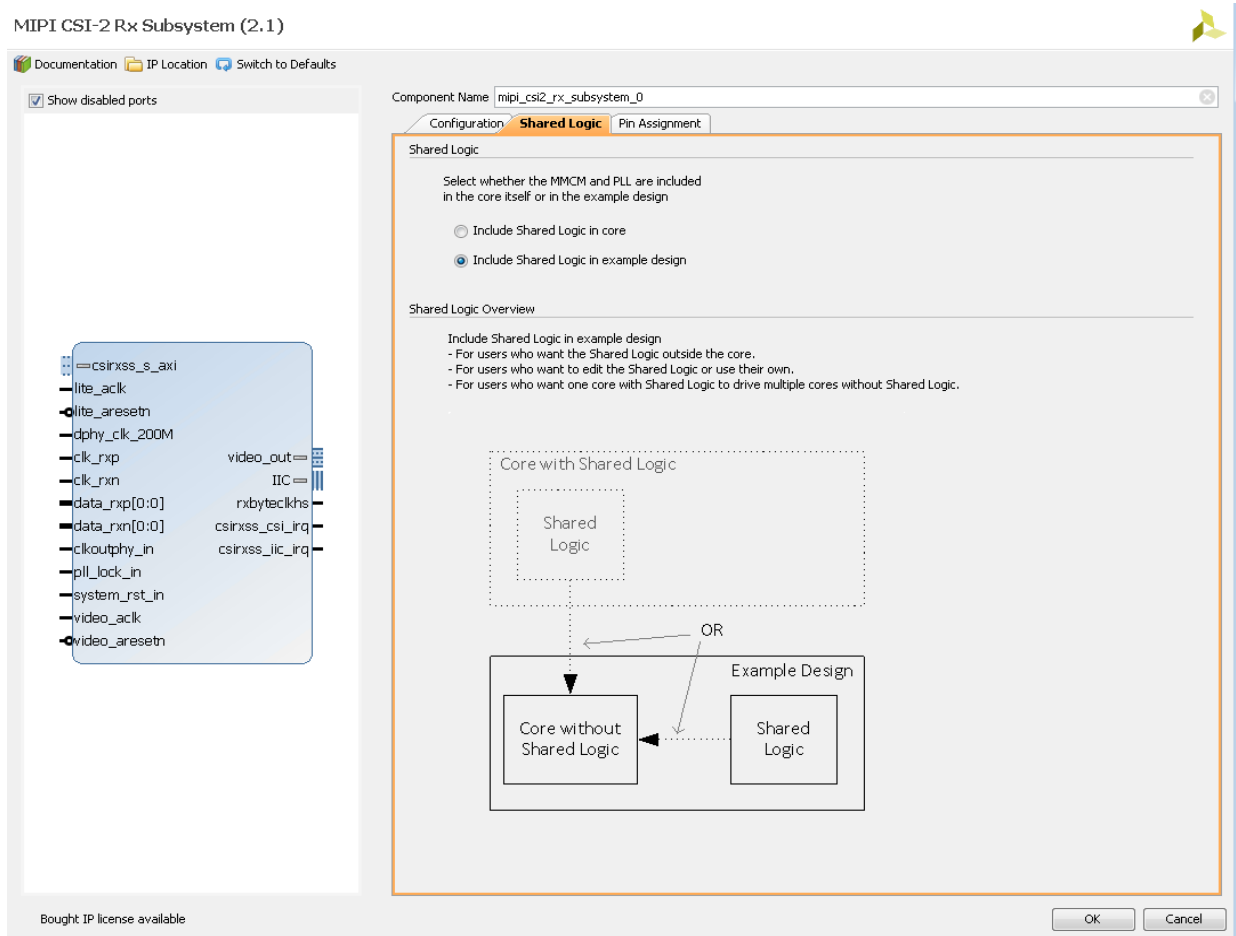 MIPI CSI-2 Rx Subsystem (2.1)
Documentation IP Location Switch to Defaults
Show disabled ports
csirxss_s_axi
lite_aclk
lite_aresetn
dphy_clk_200M
clk_rxp
clk_rxn
data_rxp[0:0]
data_rxn[0:0]
clkoutphy_in
pll_lock_in
system_rst_in
video_aclk
video_aresetn
video_out
IIC
rxbyteclkhs
csirxss_csi_irq
csirxss_iic_irq
Component Name mipi_csi2_rx_subsystem_0
Configuration Shared Logic Pin Assignment
Shared Logic
Select whether the MMCM and PLL are included
in the core itself or in the example design
Include Shared Logic in core
Include Shared Logic in example design
Shared Logic Overview
Include Shared Logic in example design
- For users who want the Shared Logic outside the core.
- For users who want to edit the Shared Logic or use their own.
- For users who want one core with Shared Logic to drive multiple cores without Shared Logic.
Core with Shared Logic
Shared
Logic
OR
Example Design
Core without
Shared Logic
Shared
Logic
Bought IP license available
OK Cancel